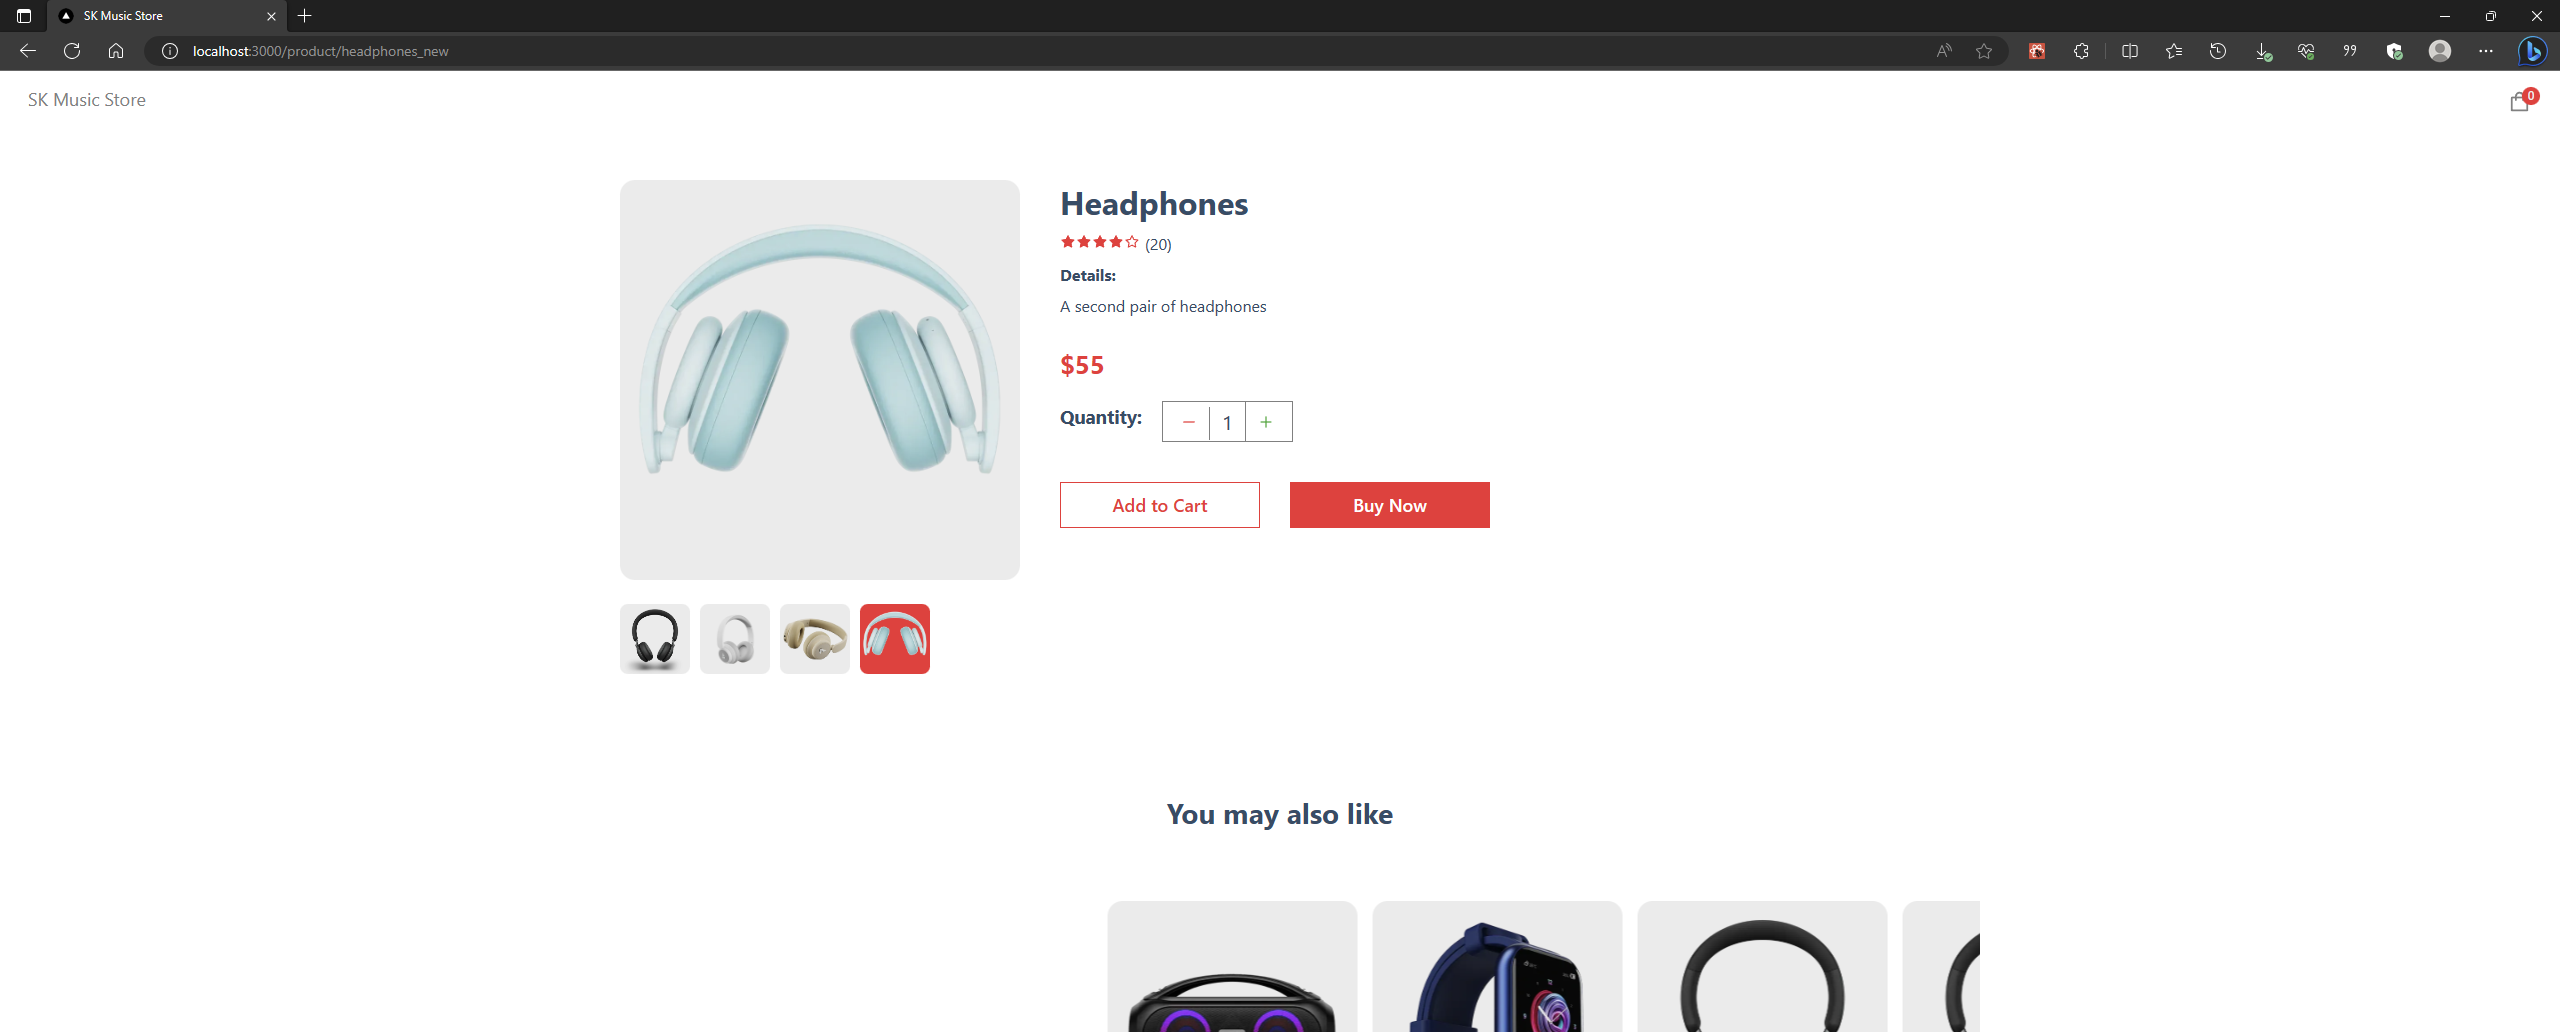 SK Music Store
localhost:3000/product/headphones_new
SK Music Store
0
Headphones
(20)
Details:
A second pair of headphones
$55
Quantity:
− 1 +
Add to Cart
Buy Now
You may also like